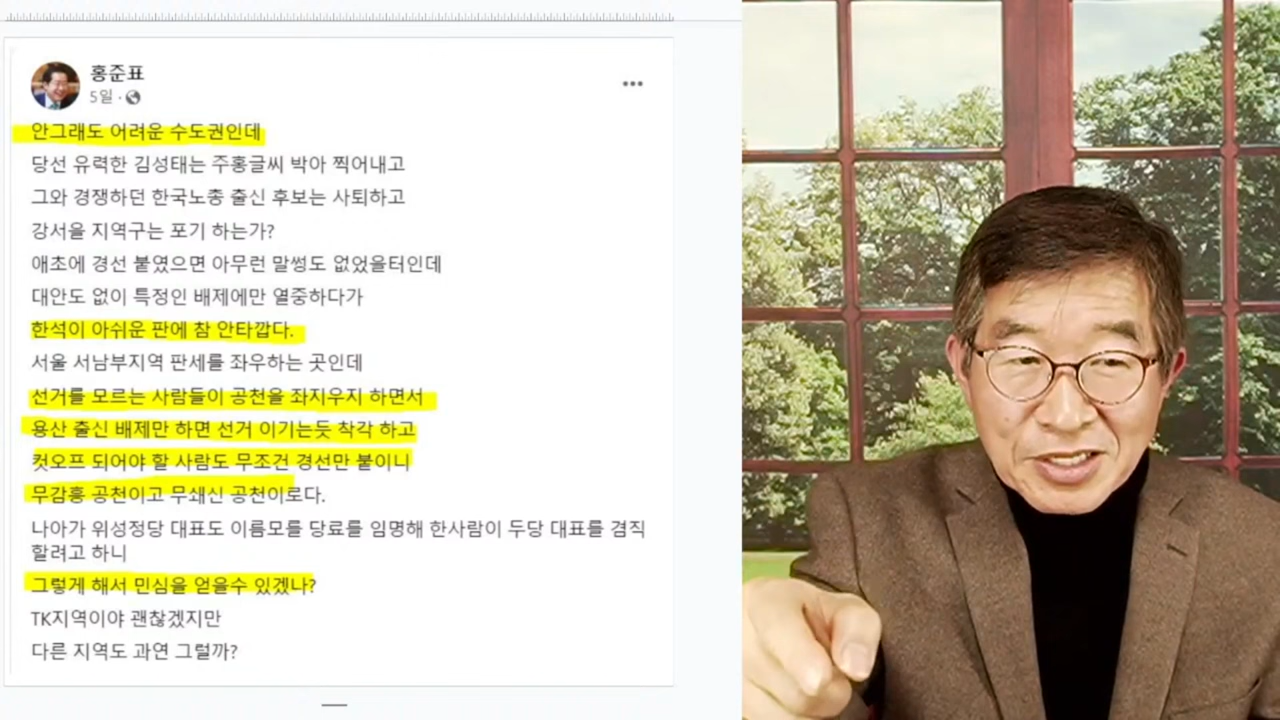 홍준표
5일 ·
안그래도 어려운 수도권인데
당선 유력한 김성태는 주홍글씨 박아 찍어내고
그와 경쟁하던 한국노총 출신 후보는 사퇴하고
강서을 지역구는 포기 하는가?
애초에 경선 붙였으면 아무런 말썽도 없었을터인데
대안도 없이 특정인 배제에만 열중하다가
한석이 아쉬운 판에 참 안타깝다.
서울 서남부지역 판세를 좌우하는 곳인데
선거를 모르는 사람들이 공천을 좌지우지 하면서
용산 출신 배제만 하면 선거 이기는듯 착각 하고
컷오프 되어야 할 사람도 무조건 경선만 붙이니
무감흥 공천이고 무쇄신 공천이로다.
나아가 위성정당 대표도 이름모를 당료를 임명해 한사람이 두당 대표를 겸직
할려고 하니
그렇게 해서 민심을 얻을수 있겠나?
TK지역이야 괜찮겠지만
다른 지역도 과연 그럴까?